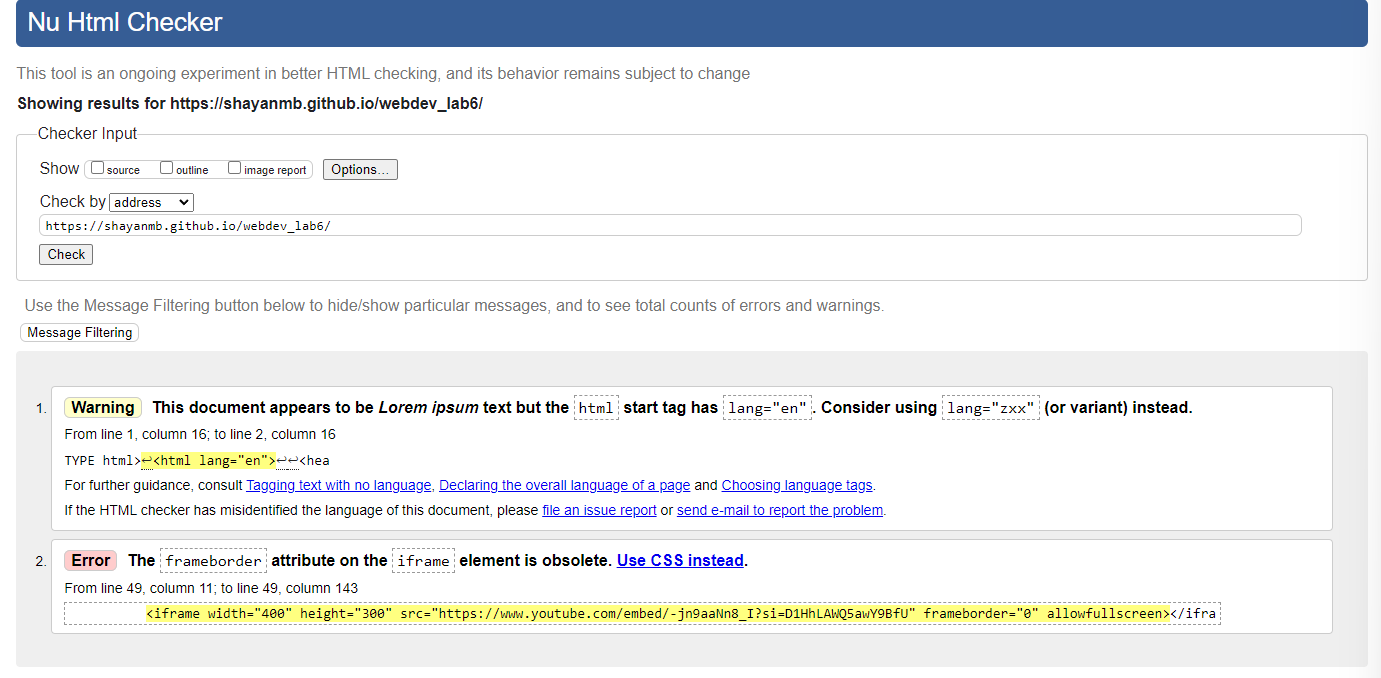 Nu Html Checker
This tool is an ongoing experiment in better HTML checking, and its behavior remains subject to change
Showing results for https://shayanmb.github.io/webdev_lab6/
Checker Input
Show source outline image report Options...
Check by address
https://shayanmb.github.io/webdev_lab6/
Check
Use the Message Filtering button below to hide/show particular messages, and to see total counts of errors and warnings.
Message Filtering
1. Warning This document appears to be Lorem ipsum text but the html start tag has lang="en". Consider using lang="zxx" (or variant) instead.
From line 1, column 16; to line 2, column 16
TYPE html>↩<html lang="en">↩↩<hea
For further guidance, consult Tagging text with no language, Declaring the overall language of a page and Choosing language tags.
If the HTML checker has misidentified the language of this document, please file an issue report or send e-mail to report the problem.
2. Error The frameborder attribute on the iframe element is obsolete. Use CSS instead.
From line 49, column 11; to line 49, column 143
<iframe width="400" height="300" src="https://www.youtube.com/embed/-jn9aaNn8_I?si=D1HhLAWQ5awY9BfU" frameborder="0" allowfullscreen></ifra